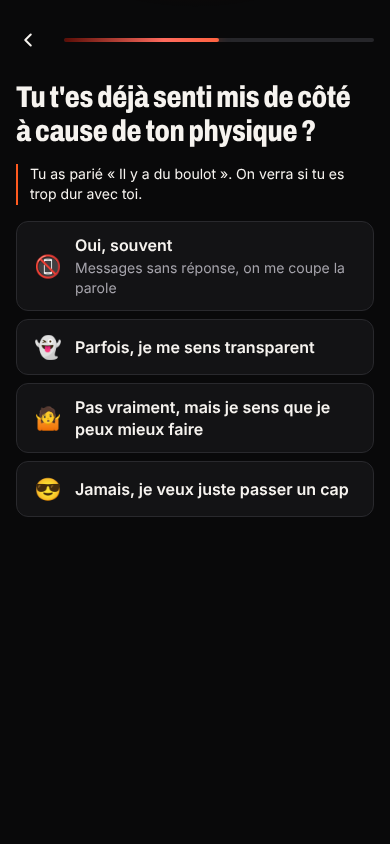 Tu t'es déjà senti mis de côté
à cause de ton physique ?
Tu as parié « Il y a du boulot ». On verra si tu es
trop dur avec toi.
Oui, souvent
Messages sans réponse, on me coupe la
parole
Parfois, je me sens transparent
Pas vraiment, mais je sens que je
peux mieux faire
Jamais, je veux juste passer un cap